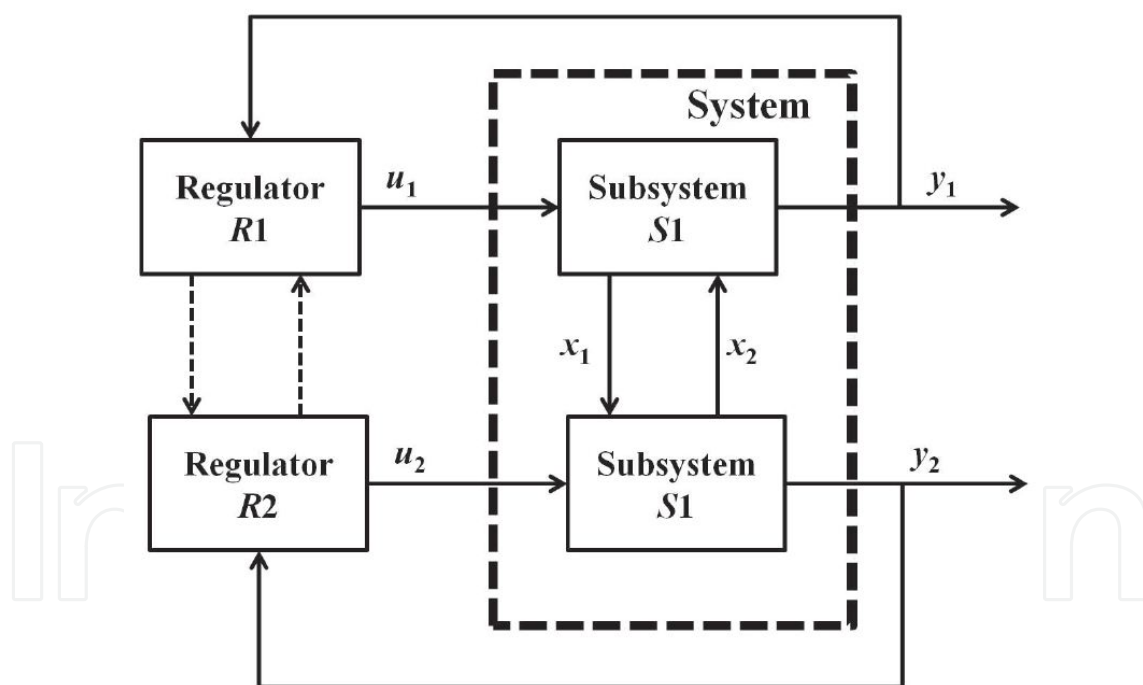 System
Regulator
R1
u₁
Subsystem
S1
y₁
x₁
x₂
Regulator
R2
u₂
Subsystem
S1
y₂